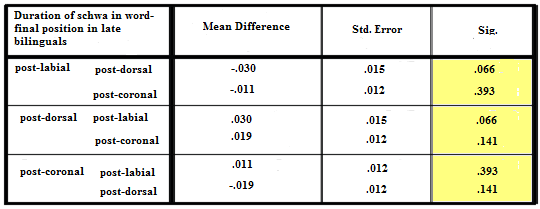 Duration of schwa in word-final position in late bilinguals Mean Difference Std. Error Sig.
post-labial post-dorsal -.030 .015 .066
post-coronal -.011 .012 .393
post-dorsal post-labial .030 .015 .066
post-coronal .019 .012 .141
post-coronal post-labial .011 .012 .393
post-dorsal -.019 .012 .141